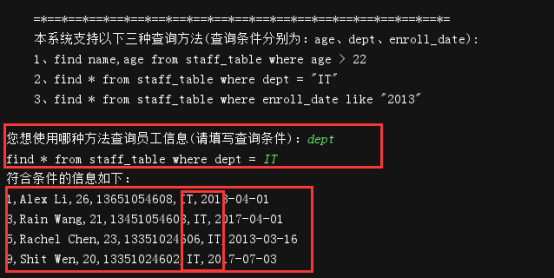 =*==*==*==*==*==*==*==*==*==*==*==*==*==*==*==*==*==*==*=
本系统支持以下三种查询方法(查询条件分别为：age、dept、enroll_date):
1、find name,age from staff_table where age > 22
2、find * from staff_table where dept = "IT"
3、find * from staff_table where enroll_date like "2013"
您想使用哪种方法查询员工信息(请填写查询条件)：dept
find * from staff_table where dept = IT
符合条件的信息如下：
1,Alex Li,26,13651054608,IT,2013-04-01
3,Rain Wang,21,13451054608,IT,2017-04-01
5,Rachel Chen,23,13351024606,IT,2013-03-16
9,Shit Wen,20,13351024602,IT,2017-07-03